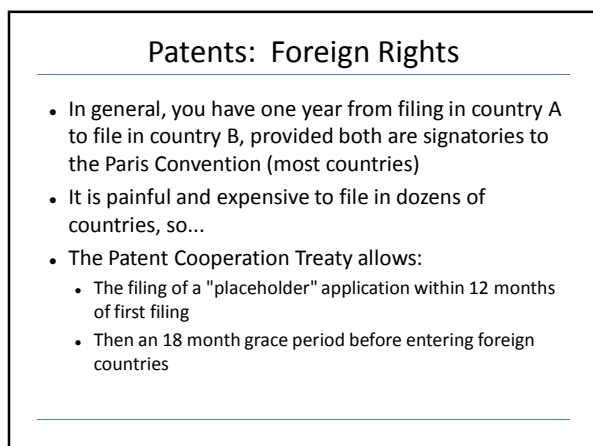 Patents:  Foreign Rights
• In general, you have one year from filing in country A
to file in country B, provided both are signatories to
the Paris Convention (most countries)
• It is painful and expensive to file in dozens of
countries, so...
• The Patent Cooperation Treaty allows:
• The filing of a "placeholder" application within 12 months
of first filing
• Then an 18 month grace period before entering foreign
countries